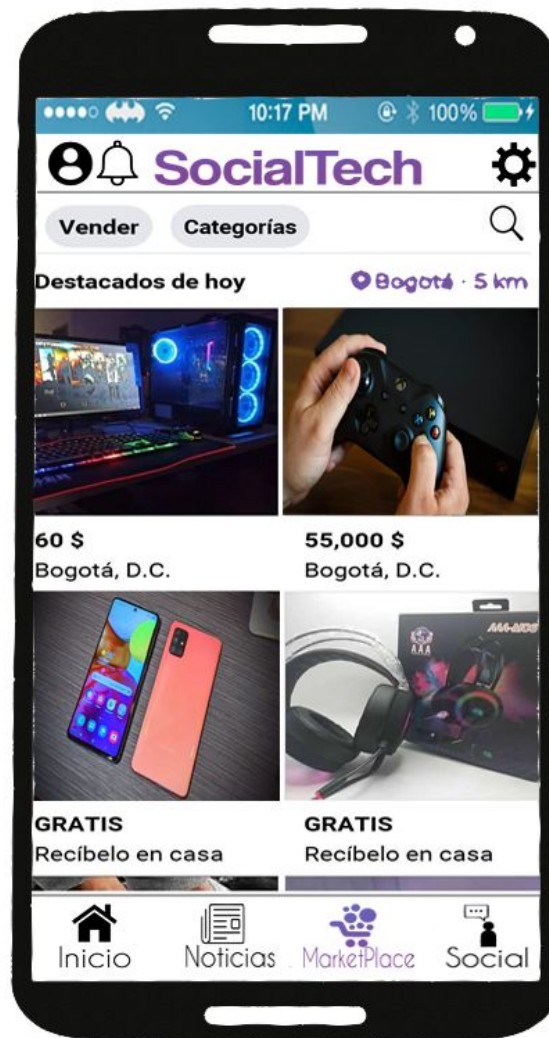 10:17 PM 100%
SocialTech
Vender Categorías
Destacados de hoy Bogotá · 5 km
60 $ 55,000 $
Bogotá, D.C. Bogotá, D.C.
AAA
GRATIS GRATIS
Recíbelo en casa Recíbelo en casa
Inicio Noticias MarketPlace Social